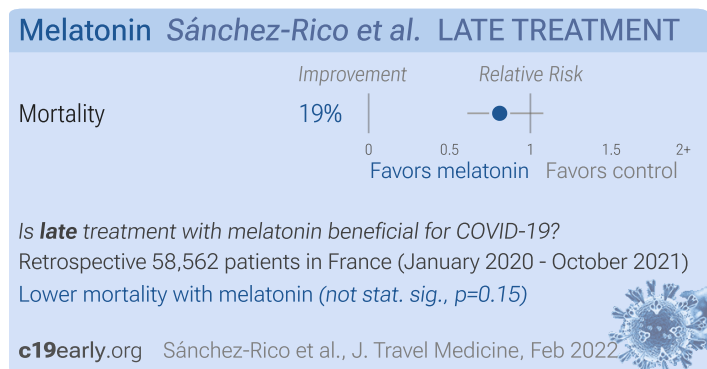 Melatonin Sánchez-Rico et al. LATE TREATMENT
Improvement Relative Risk
Mortality 19%
0 0.5 1 1.5 2+
Favors melatonin Favors control
Is late treatment with melatonin beneficial for COVID-19?
Retrospective 58,562 patients in France (January 2020 - October 2021)
Lower mortality with melatonin (not stat. sig., p=0.15)
c19early.org Sánchez-Rico et al., J. Travel Medicine, Feb 2022